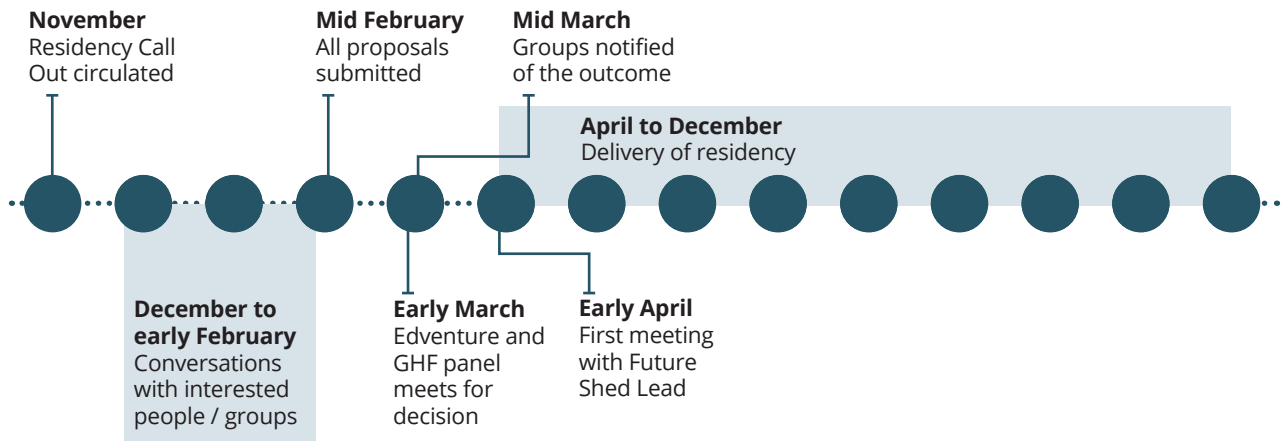 November
Residency Call
Out circulated
Mid February
All proposals
submitted
Mid March
Groups notified
of the outcome
April to December
Delivery of residency
December to
early February
Conversations
with interested
people / groups
Early March
Edventure and
GHF panel
meets for
decision
Early April
First meeting
with Future
Shed Lead